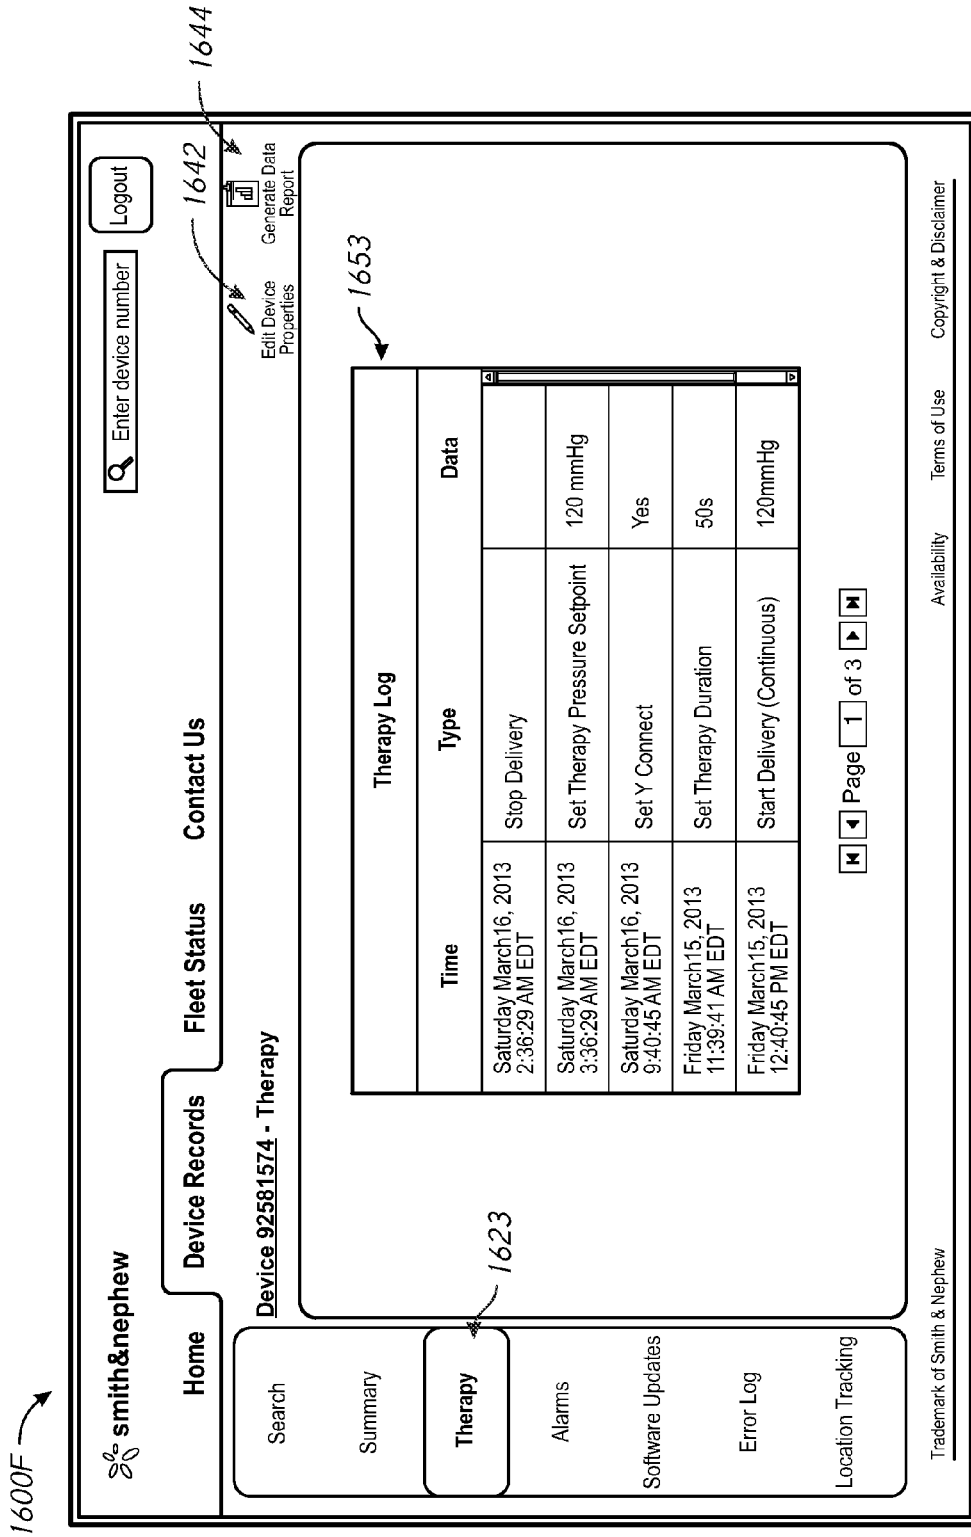 1600F
smith&nephew
Enter device number
Logout
Home
Device Records
Fleet Status
Contact Us
1642
1644
Device 92581574 - Therapy
Edit Device
Properties
Generate Data
Report
Search
Summary
Therapy
Alarms
Software Updates
Error Log
Location Tracking
1623
1653
Therapy Log
Time Type Data
Saturday March16, 2013
2:36:29 AM EDT
Stop Delivery
Saturday March16, 2013
3:36:29 AM EDT
Set Therapy Pressure Setpoint
120 mmHg
Saturday March16, 2013
9:40:45 AM EDT
Set Y Connect
Yes
Friday March15, 2013
11:39:41 AM EDT
Set Therapy Duration
50s
Friday March15, 2013
12:40:45 PM EDT
Start Delivery (Continuous)
120mmHg
Page 1 of 3
Trademark of Smith & Nephew
Availability
Terms of Use
Copyright & Disclaimer